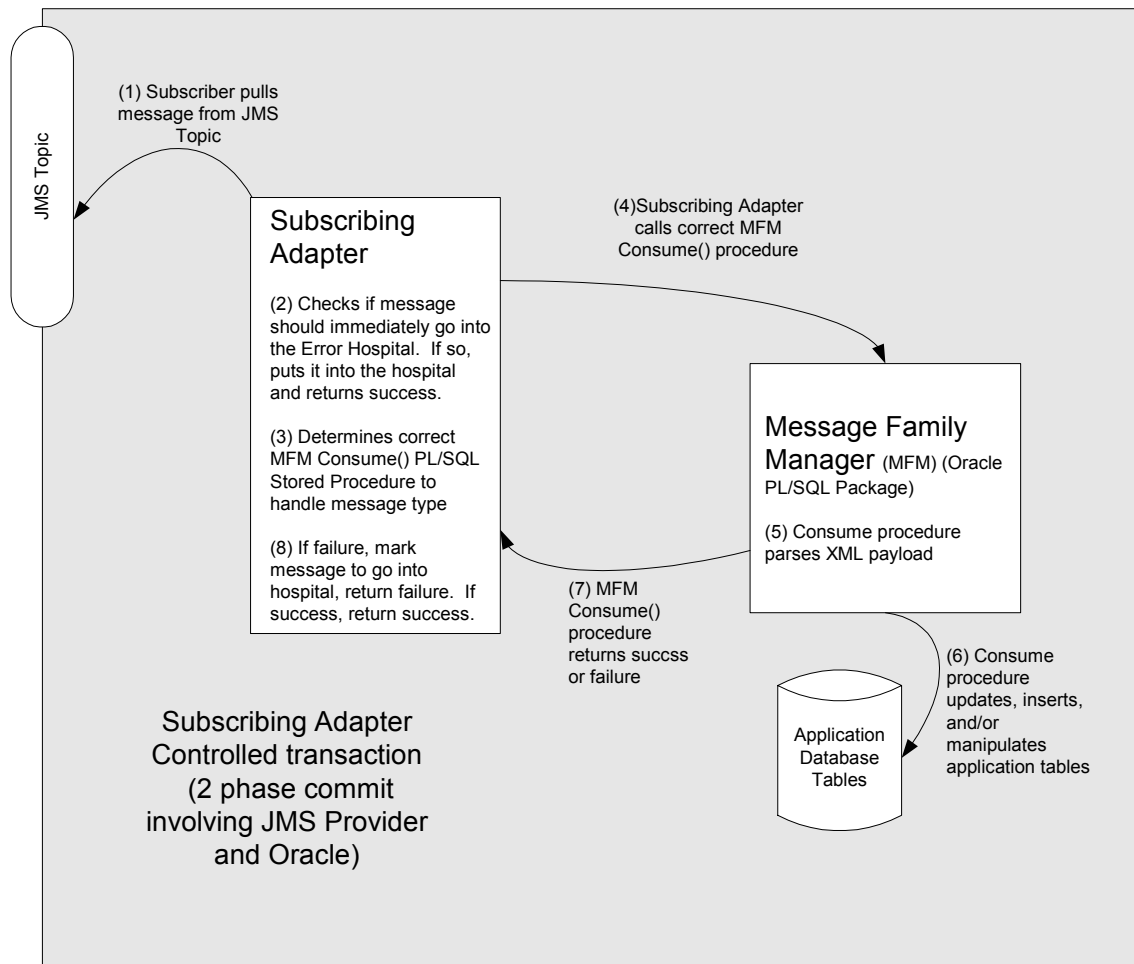 JMS Topic
(1) Subscriber pulls
message from JMS
Topic
Subscribing
Adapter
(2) Checks if message
should immediately go into
the Error Hospital.  If so,
puts it into the hospital
and returns success.
(3) Determines correct
MFM Consume() PL/SQL
Stored Procedure to
handle message type
(8) If failure, mark
message to go into
hospital, return failure.  If
success, return success.
(4)Subscribing Adapter
calls correct MFM
Consume() procedure
Message Family
Manager (MFM) (Oracle
PL/SQL Package)
(5) Consume procedure
parses XML payload
(7) MFM
Consume()
procedure
returns succss
or failure
(6) Consume
procedure
updates, inserts,
and/or
manipulates
application tables
Application
Database
Tables
Subscribing Adapter
Controlled transaction
(2 phase commit
involving JMS Provider
and Oracle)